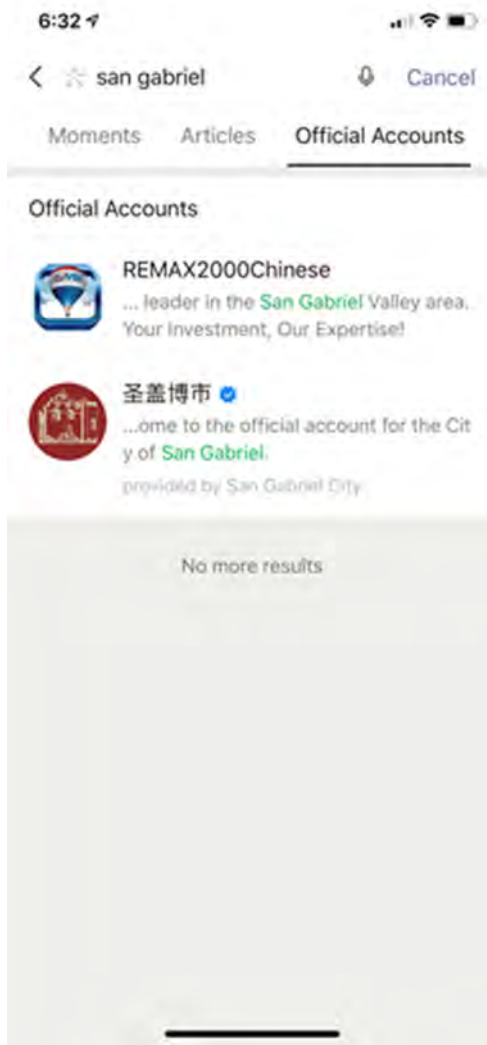 6:32
san gabriel
Cancel
Moments Articles Official Accounts
Official Accounts
REMAX2000Chinese
... leader in the San Gabriel Valley area.
Your Investment, Our Expertise!
圣盖博市
...ome to the official account for the Cit
y of San Gabriel.
provided by San Gabriel City
No more results